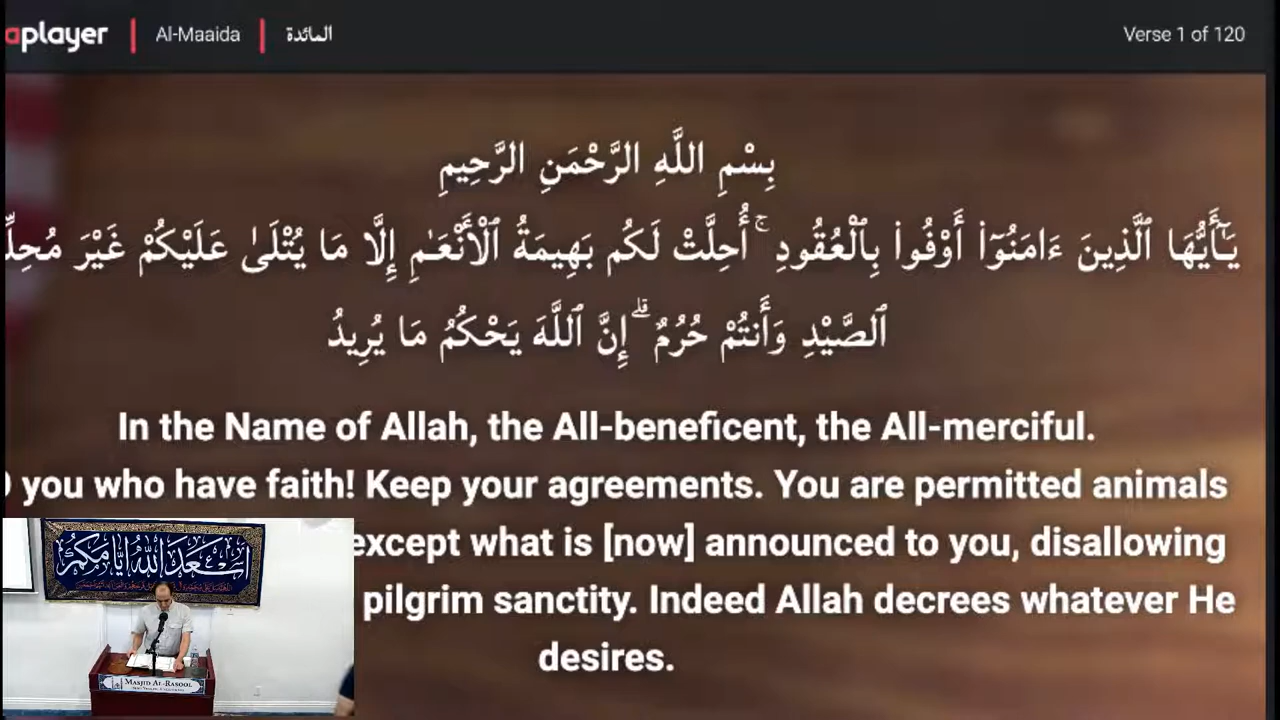 aplayer | Al-Maaida | المائدة
Verse 1 of 120
بِسْمِ اللَّهِ الرَّحْمَنِ الرَّحِيمِ
يَـٰٓأَيُّهَا ٱلَّذِينَ ءَامَنُوٓا۟ أَوْفُوا۟ بِٱلْعُقُودِ ۚ أُحِلَّتْ لَكُم بَهِيمَةُ ٱلْأَنْعَـٰمِ إِلَّا مَا يُتْلَىٰ عَلَيْكُمْ غَيْرَ مُحِلِّ
ٱلصَّيْدِ وَأَنتُمْ حُرُمٌ ۗ إِنَّ ٱللَّهَ يَحْكُمُ مَا يُرِيدُ
In the Name of Allah, the All-beneficent, the All-merciful.
O you who have faith! Keep your agreements. You are permitted animals
except what is [now] announced to you, disallowing
pilgrim sanctity. Indeed Allah decrees whatever He
desires.
أسعد الله أيامكم
MASJID AL-RASOOL